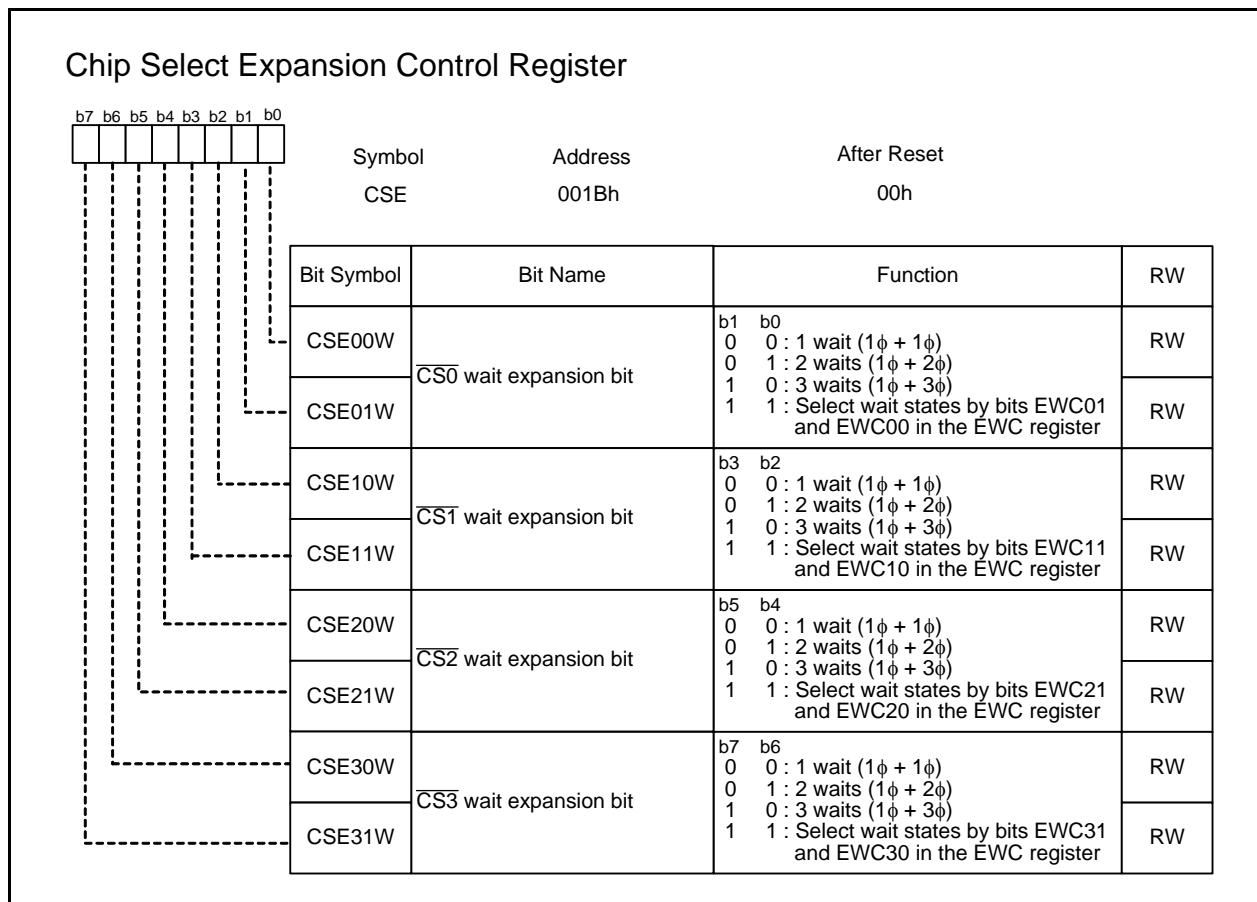 Chip Select Expansion Control Register
b7 b6 b5 b4 b3 b2 b1 b0
Symbol Address After Reset
CSE 001Bh 00h
Bit Symbol Bit Name Function RW
CSE00W
CSE01W
CS0 wait expansion bit
b1 b0
0 0 : 1 wait (1ϕ + 1ϕ)
0 1 : 2 waits (1ϕ + 2ϕ)
1 0 : 3 waits (1ϕ + 3ϕ)
1 1 : Select wait states by bits EWC01
and EWC00 in the EWC register
RW
RW
CSE10W
CSE11W
CS1 wait expansion bit
b3 b2
0 0 : 1 wait (1ϕ + 1ϕ)
0 1 : 2 waits (1ϕ + 2ϕ)
1 0 : 3 waits (1ϕ + 3ϕ)
1 1 : Select wait states by bits EWC11
and EWC10 in the EWC register
RW
RW
CSE20W
CSE21W
CS2 wait expansion bit
b5 b4
0 0 : 1 wait (1ϕ + 1ϕ)
0 1 : 2 waits (1ϕ + 2ϕ)
1 0 : 3 waits (1ϕ + 3ϕ)
1 1 : Select wait states by bits EWC21
and EWC20 in the EWC register
RW
RW
CSE30W
CSE31W
CS3 wait expansion bit
b7 b6
0 0 : 1 wait (1ϕ + 1ϕ)
0 1 : 2 waits (1ϕ + 2ϕ)
1 0 : 3 waits (1ϕ + 3ϕ)
1 1 : Select wait states by bits EWC31
and EWC30 in the EWC register
RW
RW